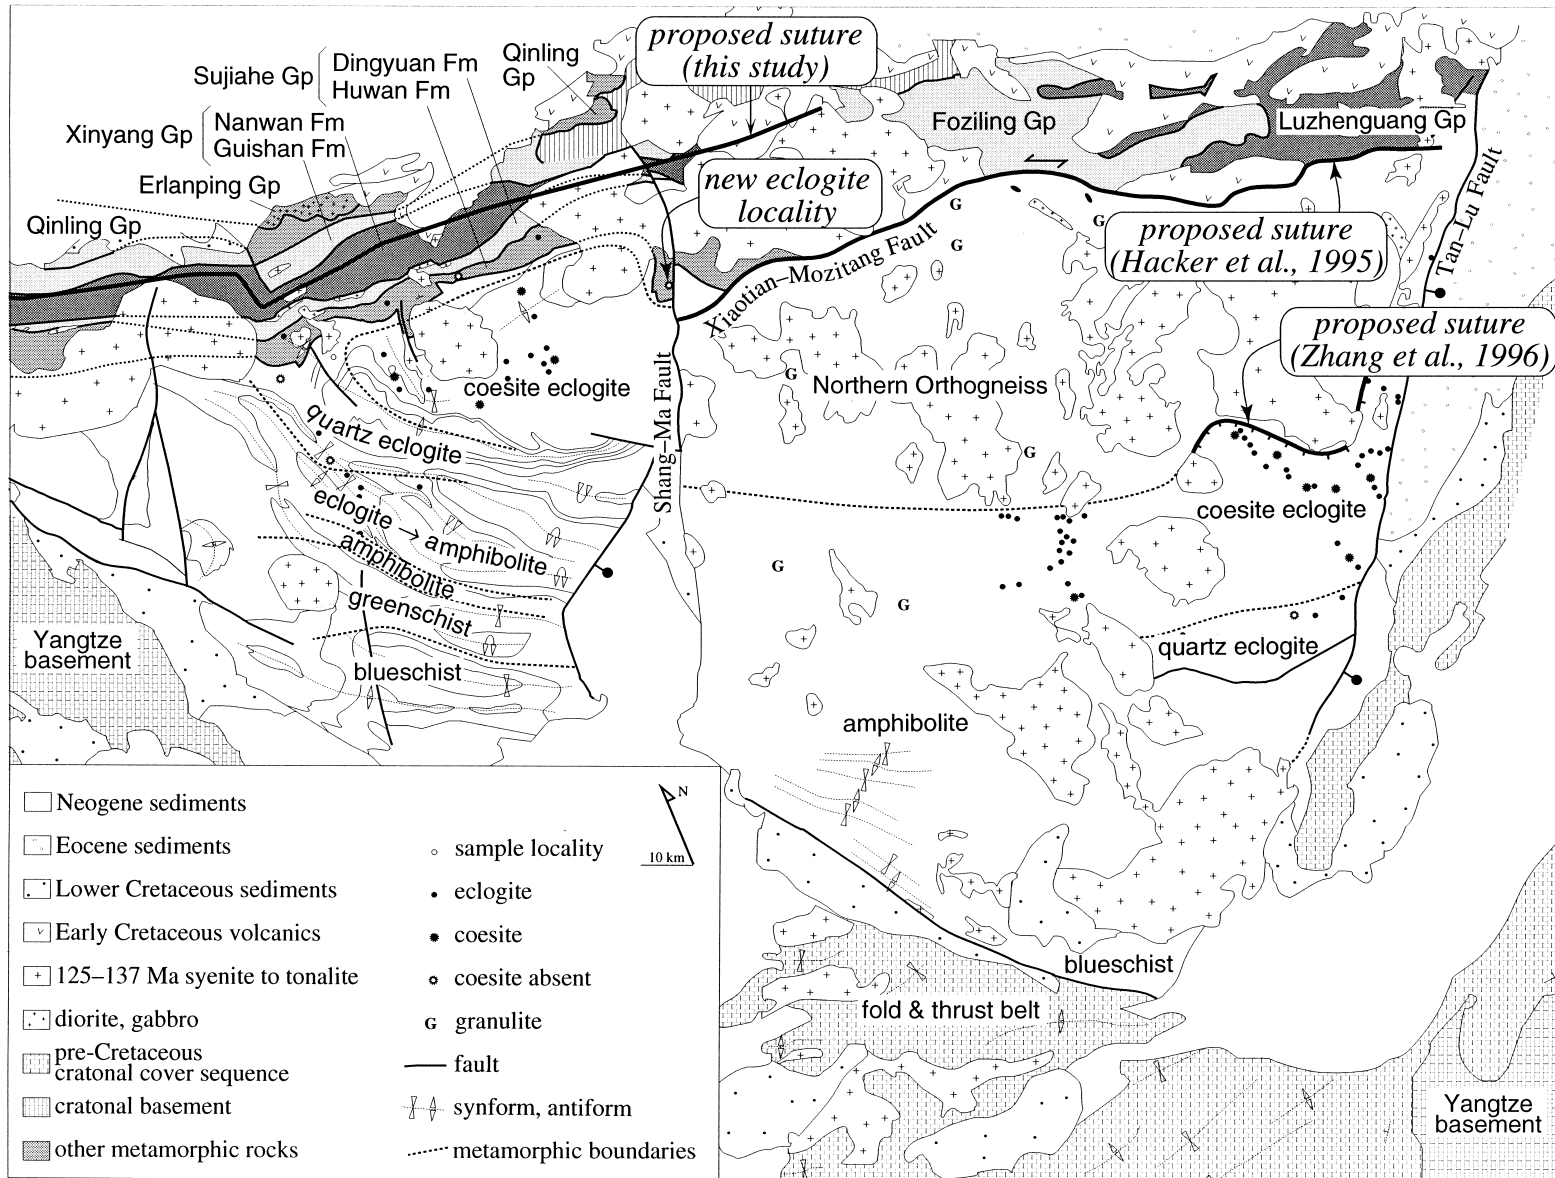 proposed suture
(this study)
Qinling
Gp
Dingyuan Fm
Huwan Fm
Sujiahe Gp
Nanwan Fm
Guishan Fm
Xinyang Gp
Erlanping Gp
Qinling Gp
Foziling Gp
Luzhenguang Gp
new eclogite
locality
proposed suture
(Hacker et al., 1995)
proposed suture
(Zhang et al., 1996)
Tan–Lu Fault
Xiaotian–Mozitang Fault
Shang–Ma Fault
G
G
G
G
G
G
G
Northern Orthogneiss
coesite eclogite
quartz eclogite
eclogite → amphibolite
amphibolite
greenschist
blueschist
coesite eclogite
quartz eclogite
amphibolite
blueschist
fold & thrust belt
Yangtze
basement
Yangtze
basement
Neogene sediments
Eocene sediments
Lower Cretaceous sediments
Early Cretaceous volcanics
125–137 Ma syenite to tonalite
diorite, gabbro
pre-Cretaceous
cratonal cover sequence
cratonal basement
other metamorphic rocks
sample locality
eclogite
coesite
coesite absent
G granulite
fault
synform, antiform
metamorphic boundaries
N
10 km